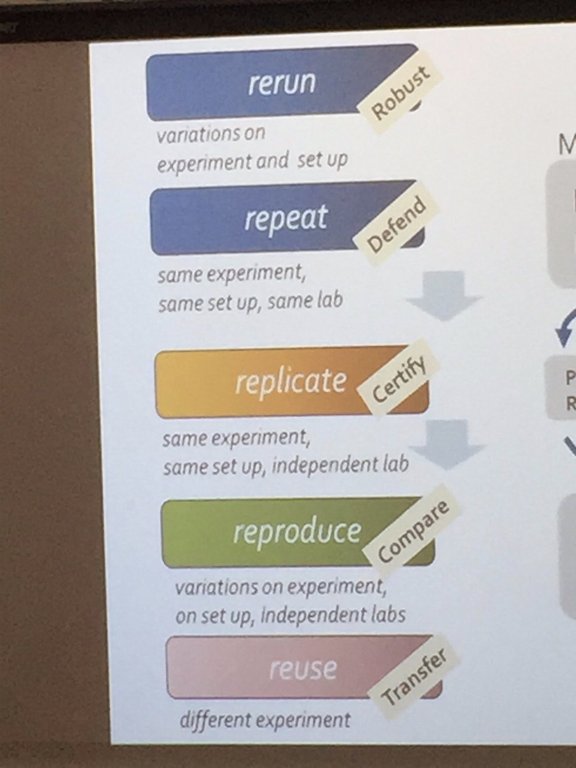 rerun
Robust
variations on
experiment and set up
repeat
Defend
same experiment,
same set up, same lab
replicate
Certify
same experiment,
same set up, independent lab
reproduce
Compare
variations on experiment,
on set up, independent labs
reuse
Transfer
different experiment
M
P
R